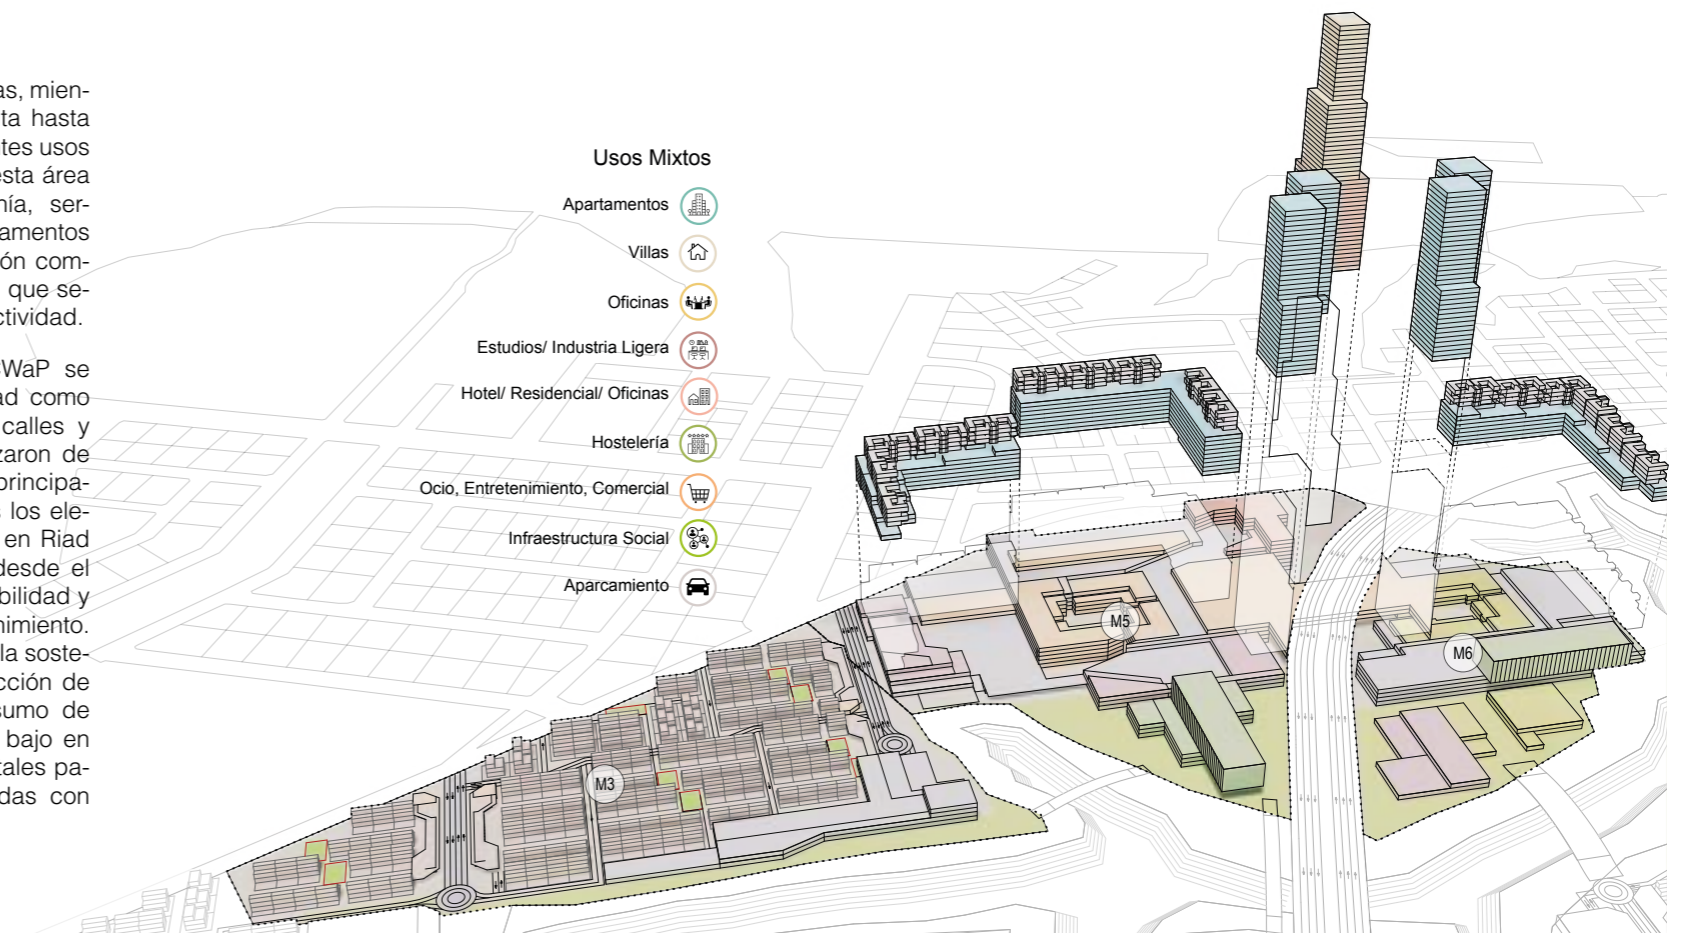 as, mien-
ta hasta
ntes usos
esta área
nía, ser-
amentos
ón com-
que se-
ctividad.
WaP se
ad como
calles y
zaron de
principa-
s los ele-
en Riad
desde el
bilidad y
nimiento.
la soste-
cción de
sumo de
bajo en
tales pa-
das con
Usos Mixtos
Apartamentos
Villas
Oficinas
Estudios/ Industria Ligera
Hotel/ Residencial/ Oficinas
Hostelería
Ocio, Entretenimiento, Comercial
Infraestructura Social
Aparcamiento
M5
M6
M3